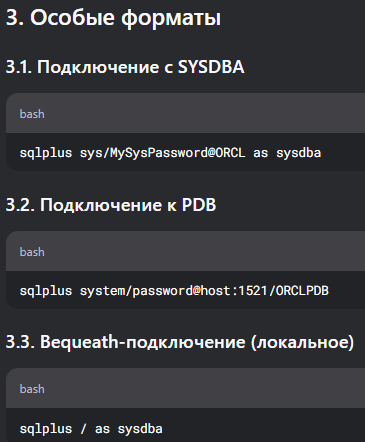 3. Особые форматы
3.1. Подключение с SYSDBA
bash
sqlplus sys/MySysPassword@ORCL as sysdba
3.2. Подключение к PDB
bash
sqlplus system/password@host:1521/ORCLPDB
3.3. Bequeath-подключение (локальное)
bash
sqlplus / as sysdba